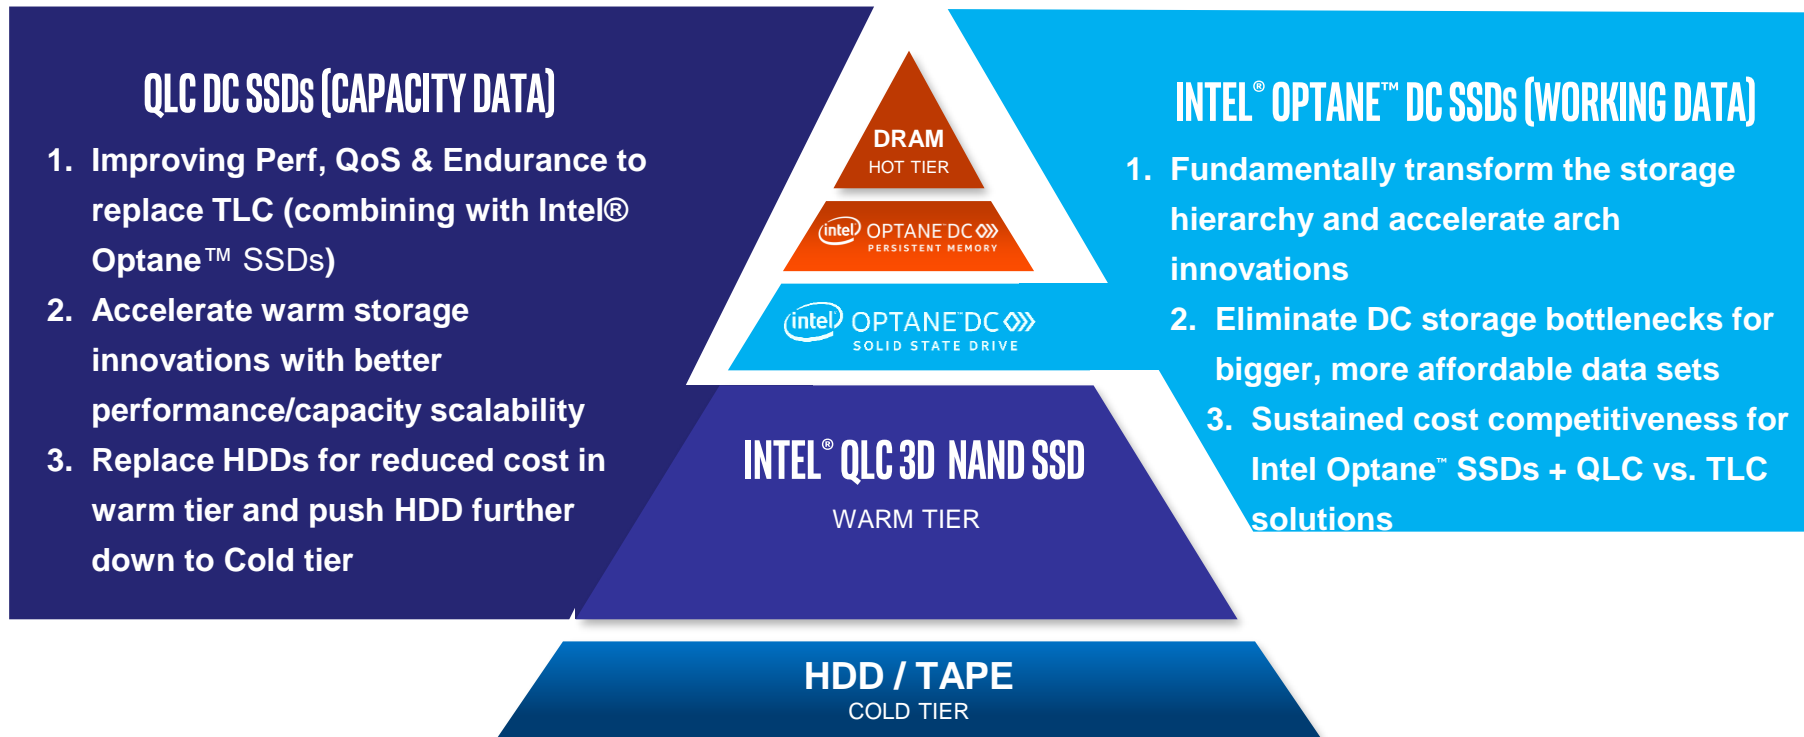 QLC DC SSDs (CAPACITY DATA)
1. Improving Perf, QoS & Endurance to
replace TLC (combining with Intel®
Optane™ SSDs)
2. Accelerate warm storage
innovations with better
performance/capacity scalability
3. Replace HDDs for reduced cost in
warm tier and push HDD further
down to Cold tier
DRAM
HOT TIER
intel OPTANE™ DC
PERSISTENT MEMORY
intel OPTANE™ DC
SOLID STATE DRIVE
INTEL® QLC 3D NAND SSD
WARM TIER
HDD / TAPE
COLD TIER
INTEL® OPTANE™ DC SSDs (WORKING DATA)
1. Fundamentally transform the storage
hierarchy and accelerate arch
innovations
2. Eliminate DC storage bottlenecks for
bigger, more affordable data sets
3. Sustained cost competitiveness for
Intel Optane™ SSDs + QLC vs. TLC
solutions